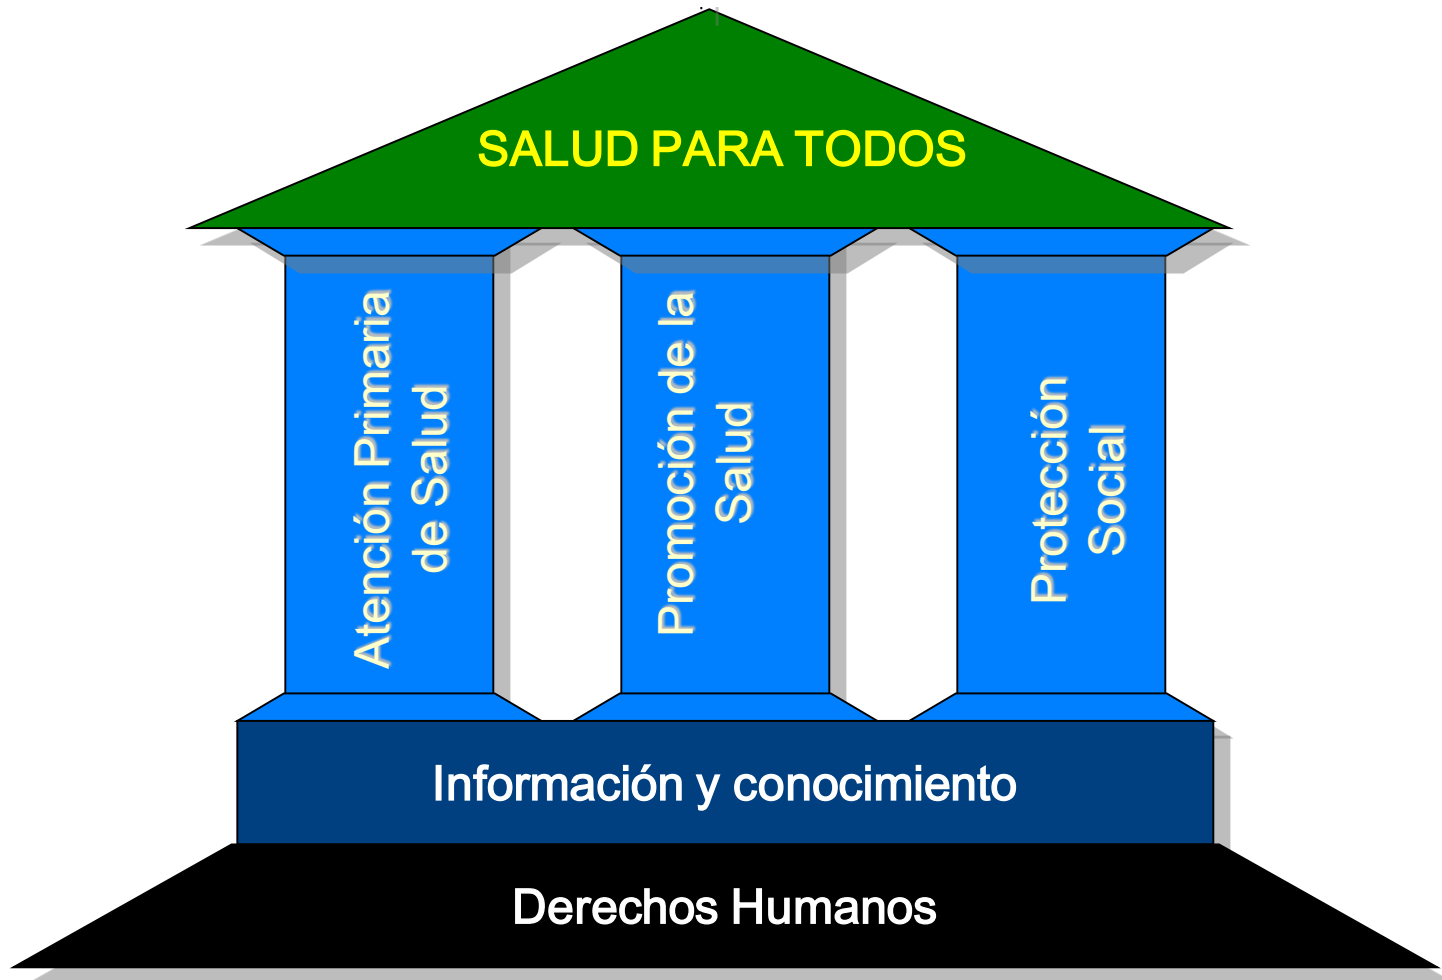 SALUD PARA TODOS
Atención Primaria
de Salud
Promoción de la
Salud
Protección
Social
Información y conocimiento
Derechos Humanos